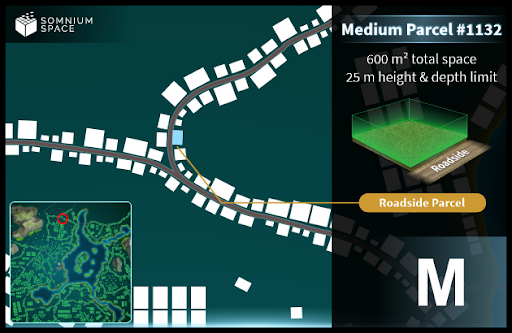 SOMNIUM
SPACE
Medium Parcel #1132
600 m² total space
25 m height & depth limit
Roadside
Roadside Parcel
M